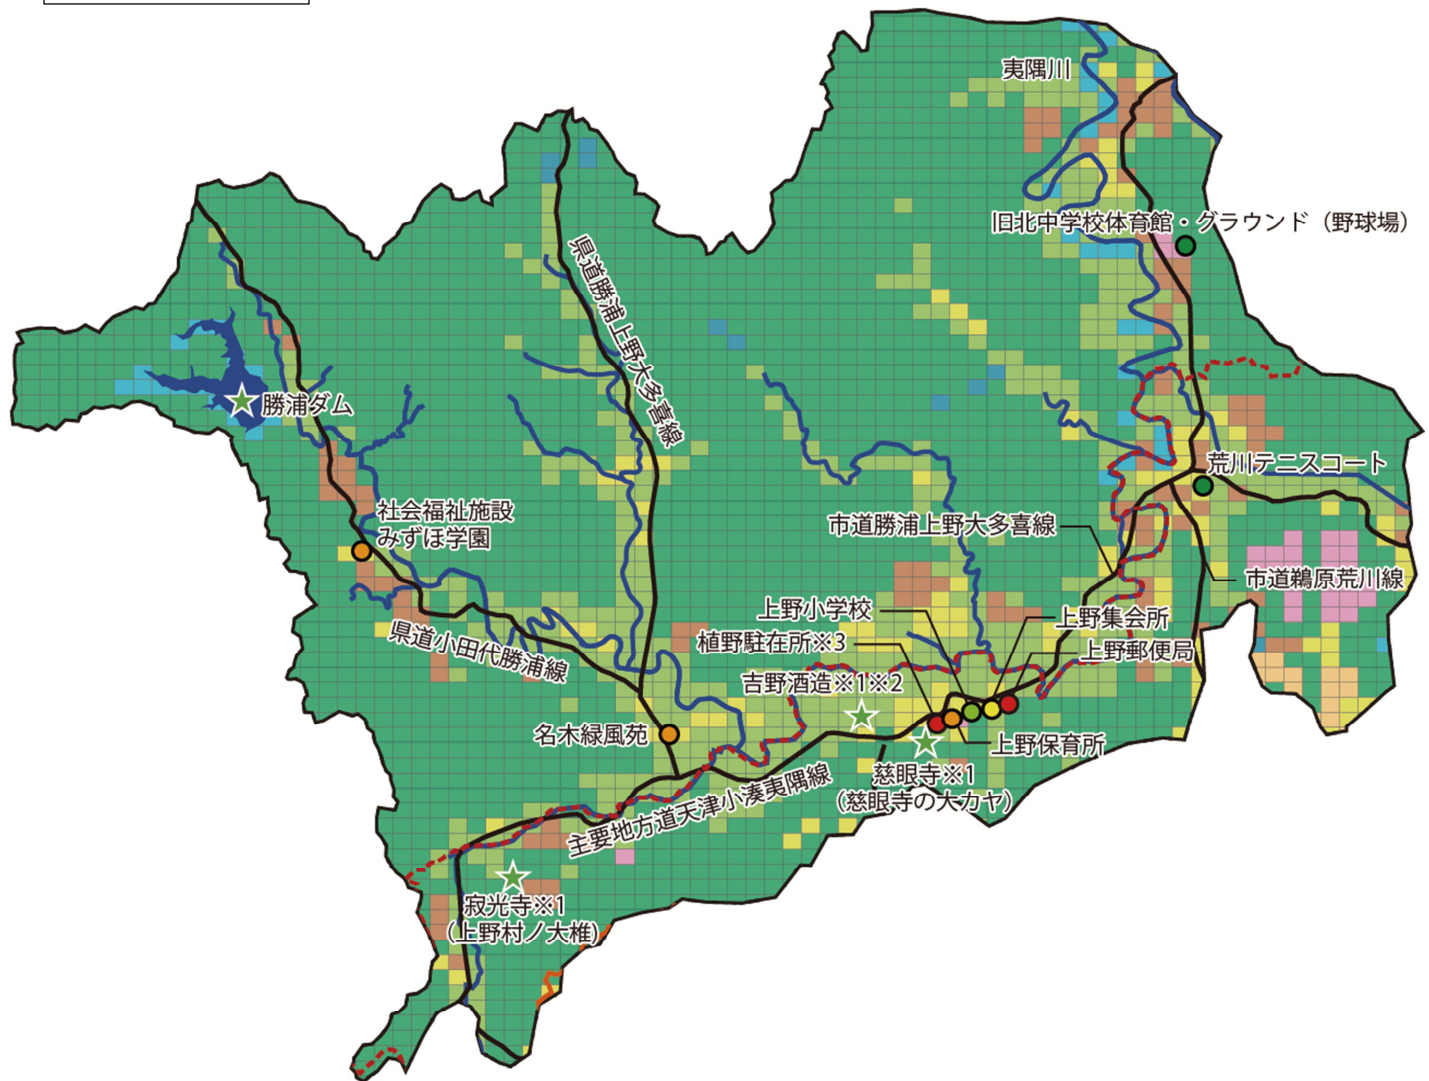 夷隅川
旧北中学校体育館・グラウンド（野球場）
県道勝浦上野大多喜線
勝浦ダム
荒川テニスコート
社会福祉施設
みずほ学園
市道勝浦上野大多喜線
市道鵜原荒川線
上野小学校
上野集会所
植野駐在所※3
県道小田代勝浦線
上野郵便局
吉野酒造※1※2
名木緑風苑
上野保育所
慈眼寺※1
（慈眼寺の大カヤ）
主要地方道天津小湊夷隅線
寂光寺※1
（上野村ノ大椎）